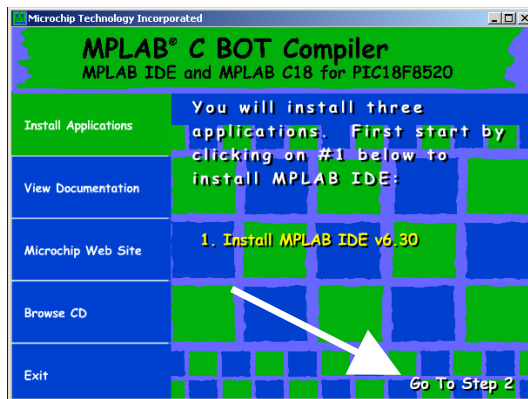 Microchip Technology Incorporated
MPLAB® C BOT Compiler
MPLAB IDE and MPLAB C18 for PIC18F8520
Install Applications
View Documentation
Microchip Web Site
Browse CD
Exit
You will install three
applications. First start by
clicking on #1 below to
install MPLAB IDE:
1. Install MPLAB IDE v6.30
Go To Step 2